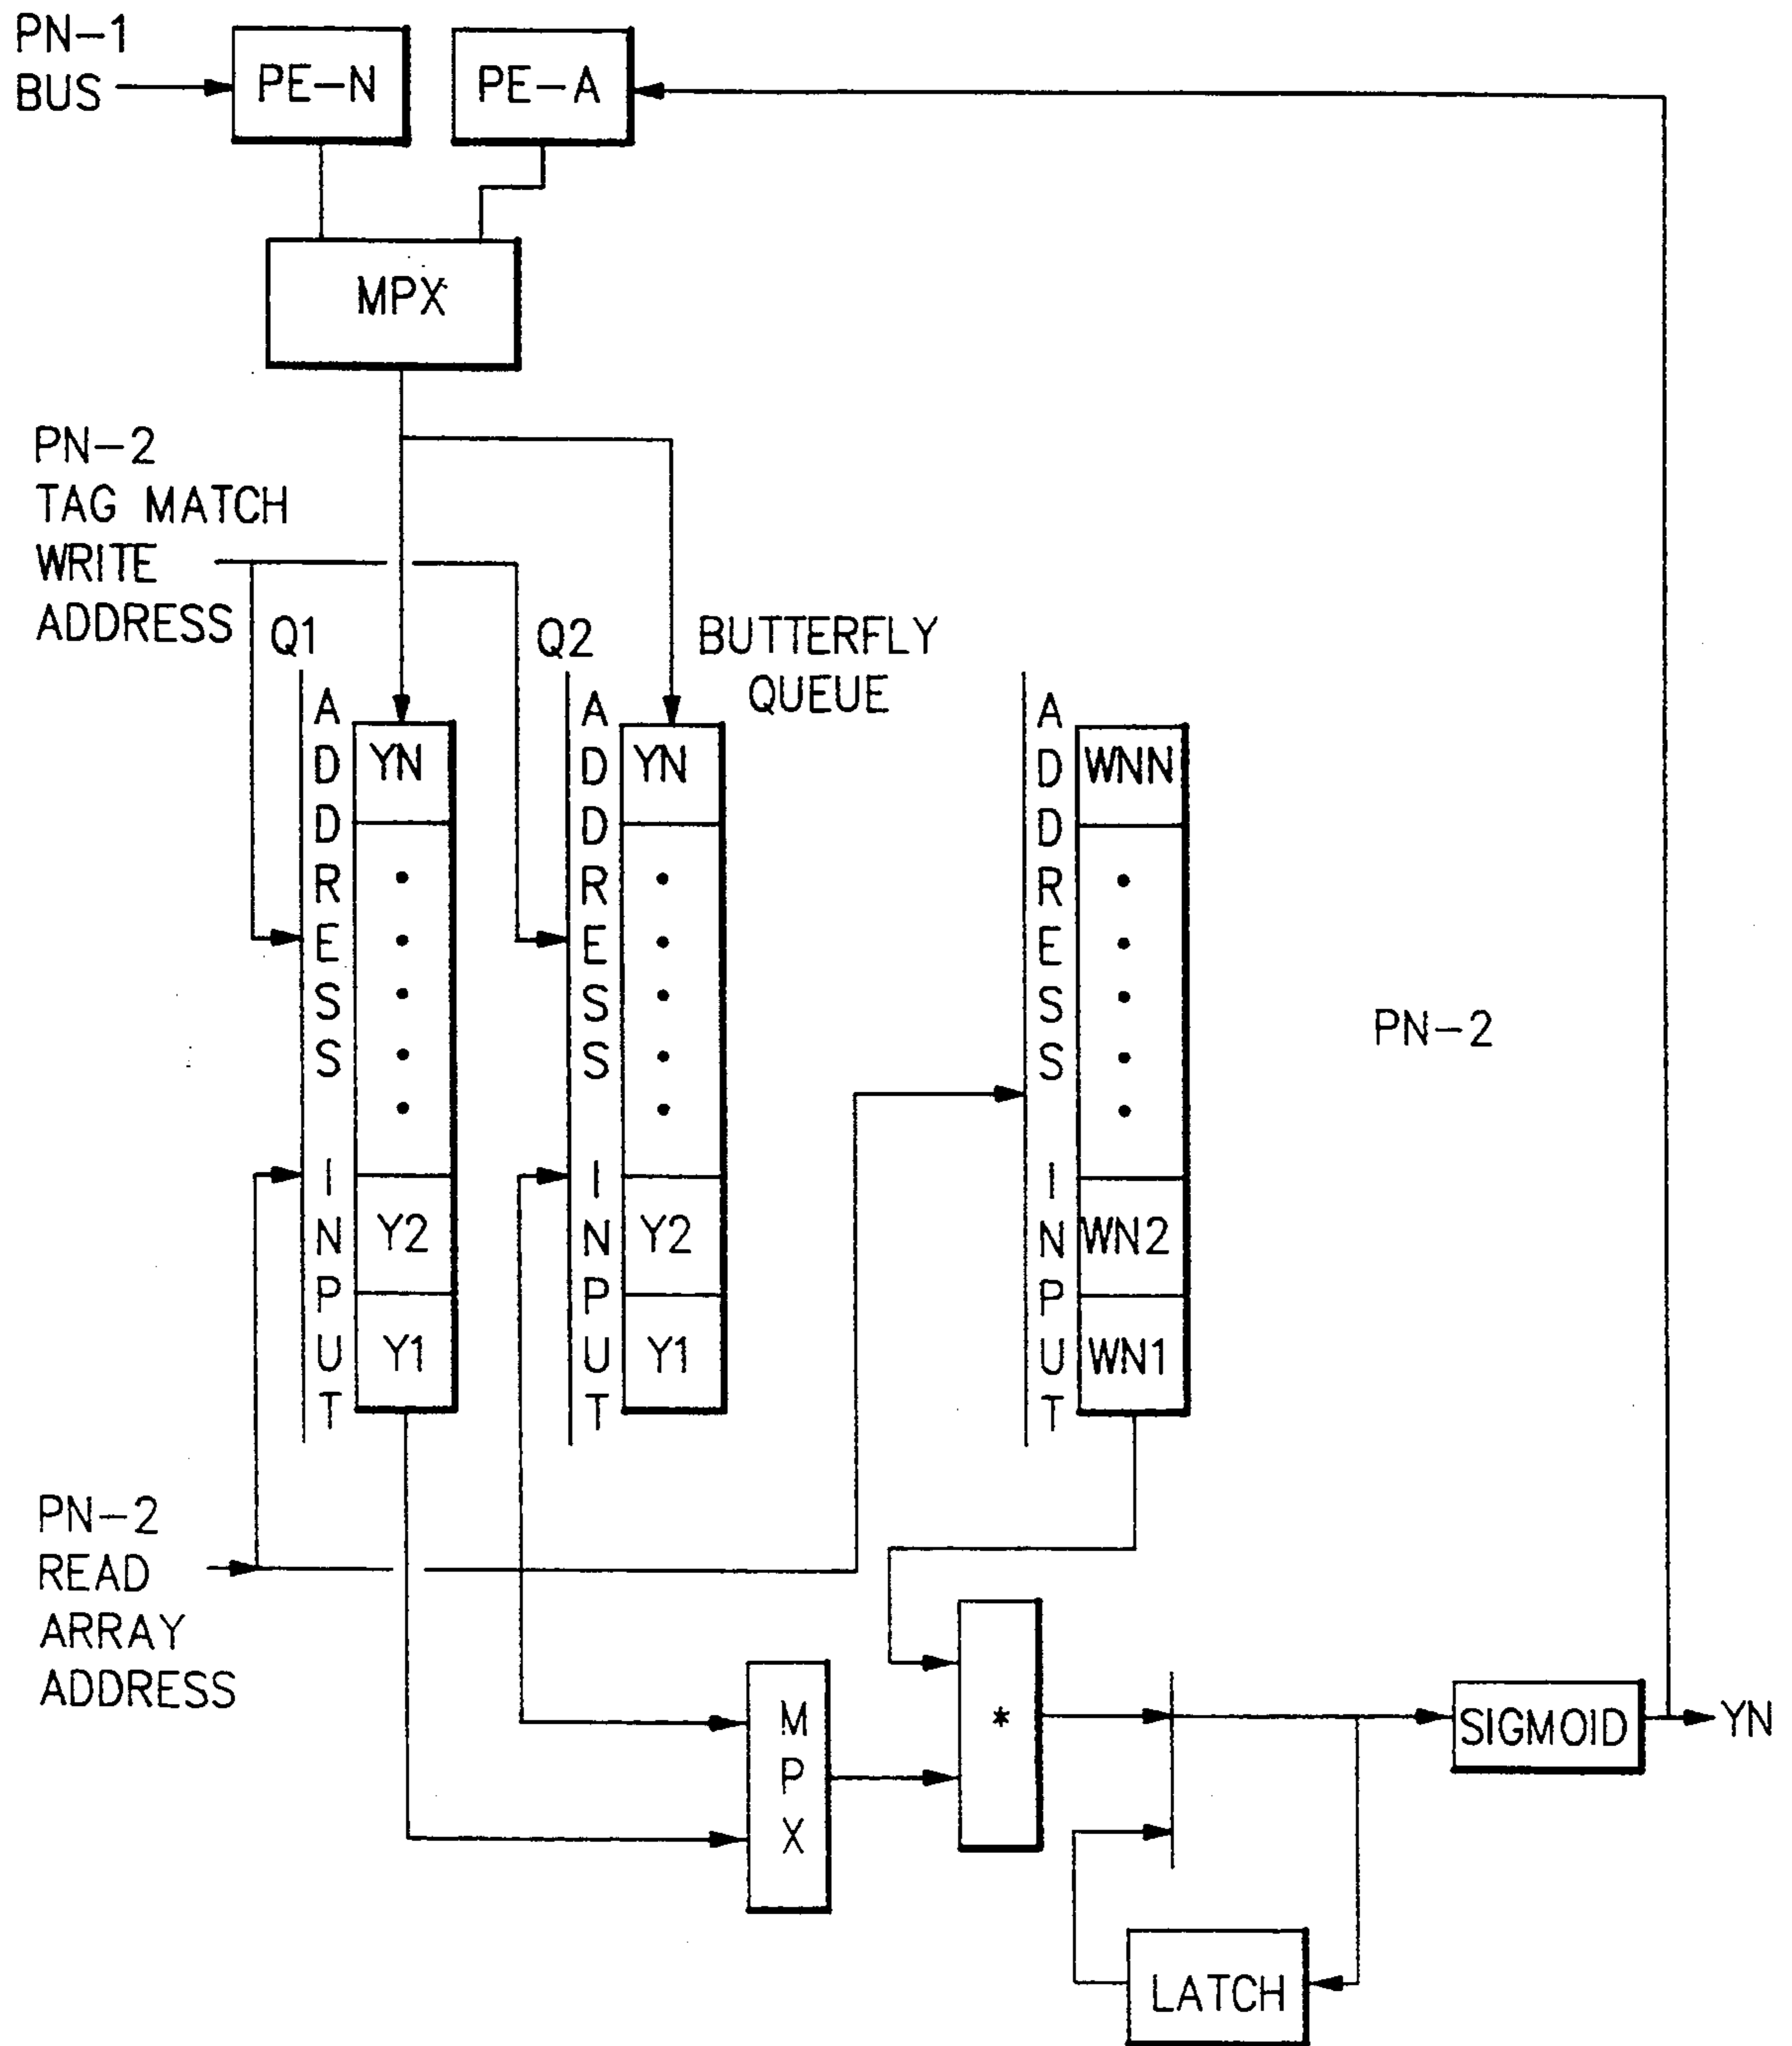 PN-1
BUS
PE-N
PE-A
MPX
PN-2
TAG MATCH
WRITE
ADDRESS
Q1
Q2
BUTTERFLY
QUEUE
ADDRESS INPUT
YN
Y2
Y1
ADDRESS INPUT
YN
Y2
Y1
ADDRESS INPUT
WNN
WN2
WN1
PN-2
PN-2
READ
ARRAY
ADDRESS
MPX
*
SIGMOID
YN
LATCH